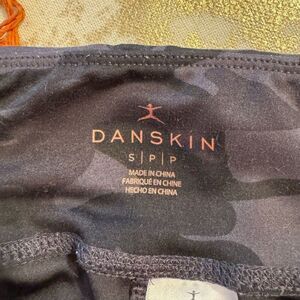 DANSKIN
S|P|P
MADE IN CHINA
FABRIQUÉ EN CHINE
HECHO EN CHINA